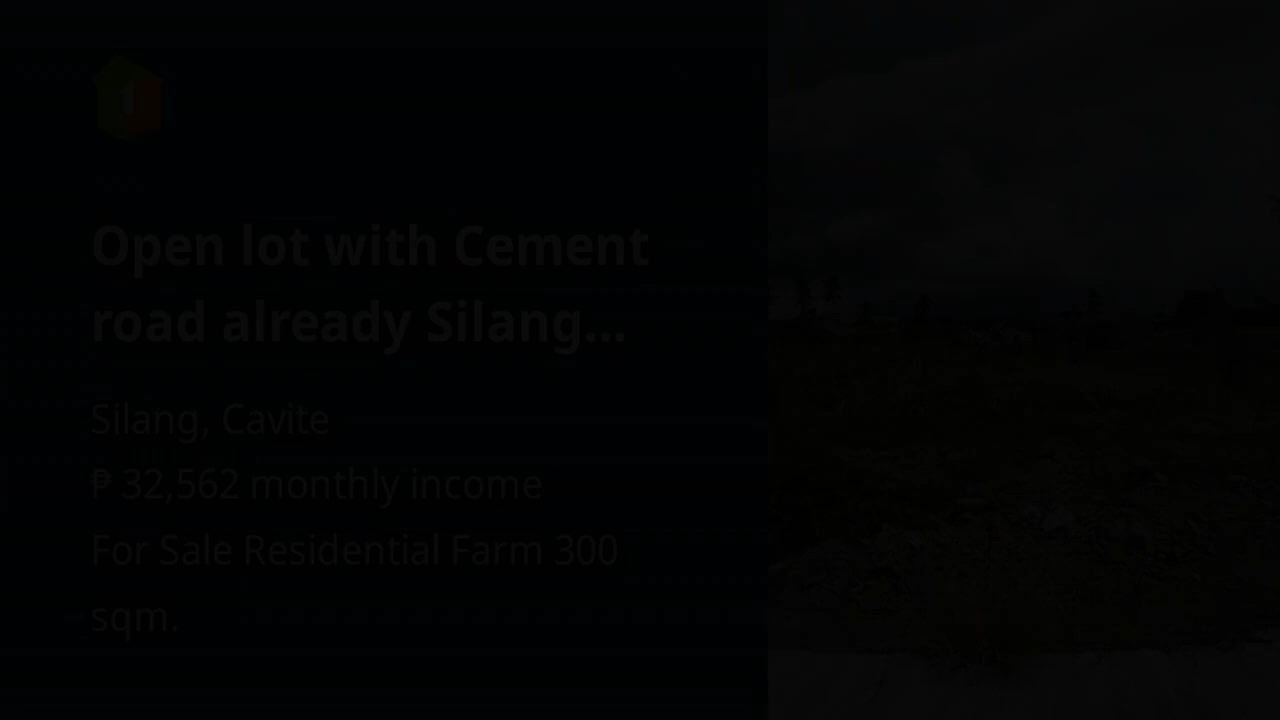 1
Open lot with Cement
road already Silang...
Silang, Cavite
₱ 32,562 monthly income
For Sale Residential Farm 300
sqm.